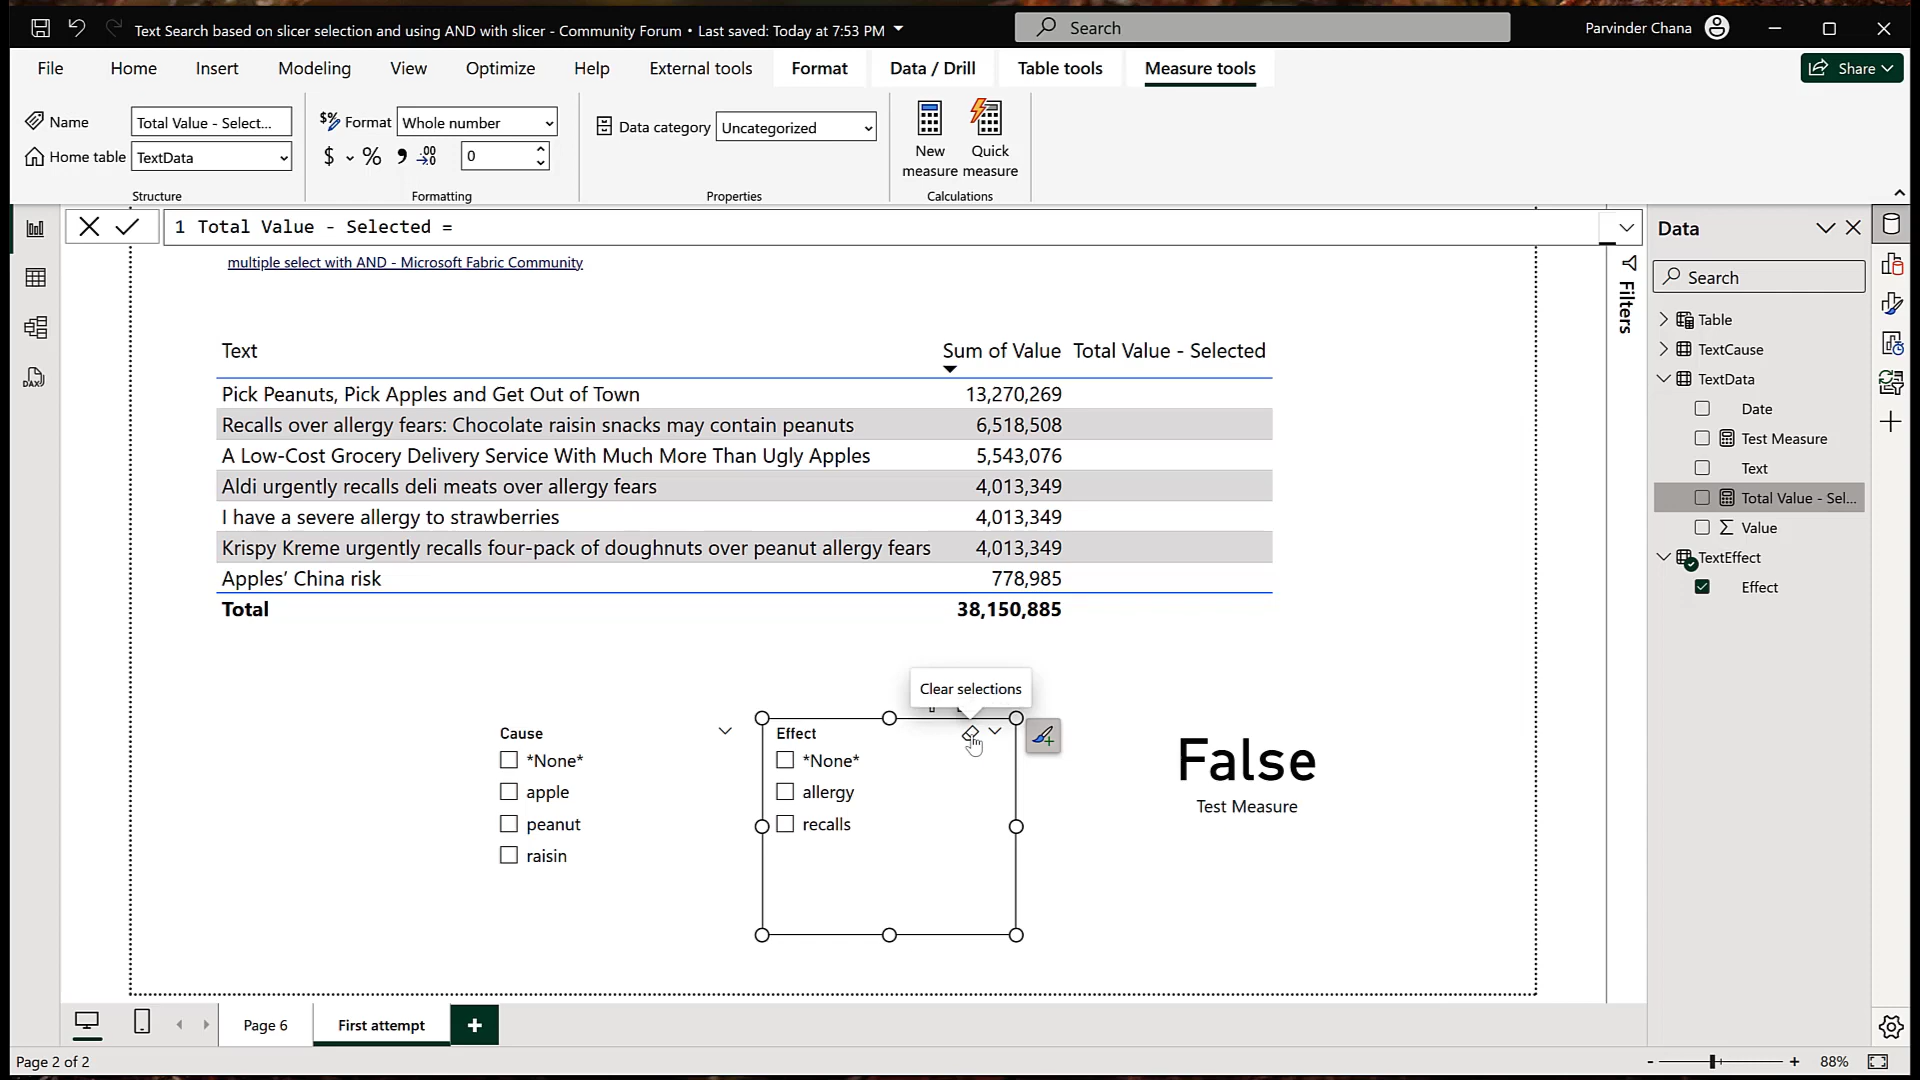 Text Search based on slicer selection and using AND with slicer - Community Forum • Last saved: Today at 7:53 PM
Search
Parvinder Chana
File Home Insert Modeling View Optimize Help External tools Format Data / Drill Table tools Measure tools
Share
Name Total Value - Select...
Home table TextData
Structure
Format Whole number
$ % 0
Formatting
Data category Uncategorized
Properties
New measure
Quick measure
Calculations
1 Total Value - Selected =
multiple select with AND - Microsoft Fabric Community
Text Sum of Value Total Value - Selected
Pick Peanuts, Pick Apples and Get Out of Town 13,270,269
Recalls over allergy fears: Chocolate raisin snacks may contain peanuts 6,518,508
A Low-Cost Grocery Delivery Service With Much More Than Ugly Apples 5,543,076
Aldi urgently recalls deli meats over allergy fears 4,013,349
I have a severe allergy to strawberries 4,013,349
Krispy Kreme urgently recalls four-pack of doughnuts over peanut allergy fears 4,013,349
Apples’ China risk 778,985
Total 38,150,885
Clear selections
Cause
*None*
apple
peanut
raisin
Effect
*None*
allergy
recalls
False
Test Measure
Filters
Data
Search
Table
TextCause
TextData
Date
Test Measure
Text
Total Value - Sel...
Value
TextEffect
Effect
Page 6 First attempt +
Page 2 of 2
- + 88%